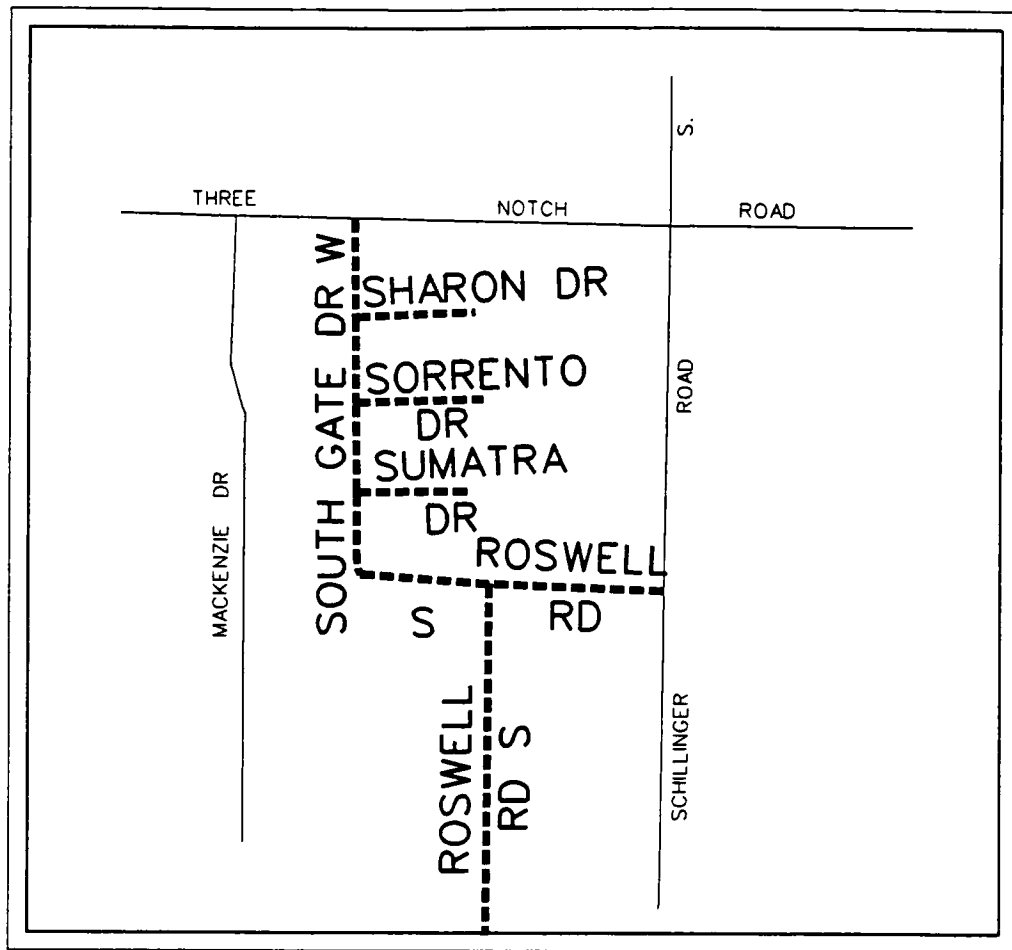 S.
THREE NOTCH ROAD
SOUTH GATE DR W
SHARON DR
SORRENTO
DR
SUMATRA
DR
ROAD
MACKENZIE DR
ROSWELL
S RD
ROSWELL
RD S
SCHILLINGER